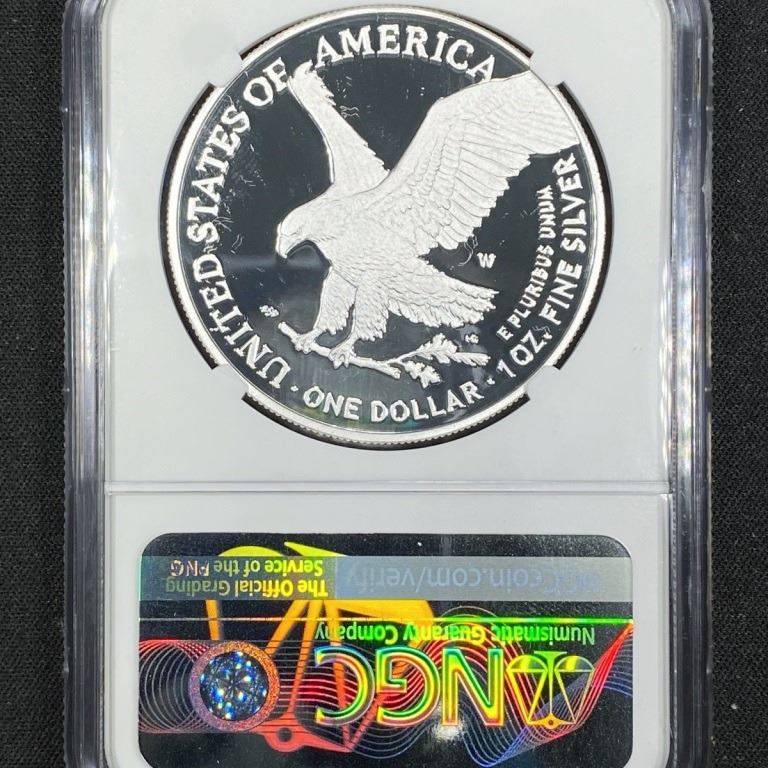 UNITED STATES OF AMERICA
W
E PLURIBUS UNUM
1 OZ. FINE SILVER
· ONE DOLLAR ·
NGC
Numismatic Guaranty Company
NGCcoin.com/verify
The Official Grading
Service of the PNG